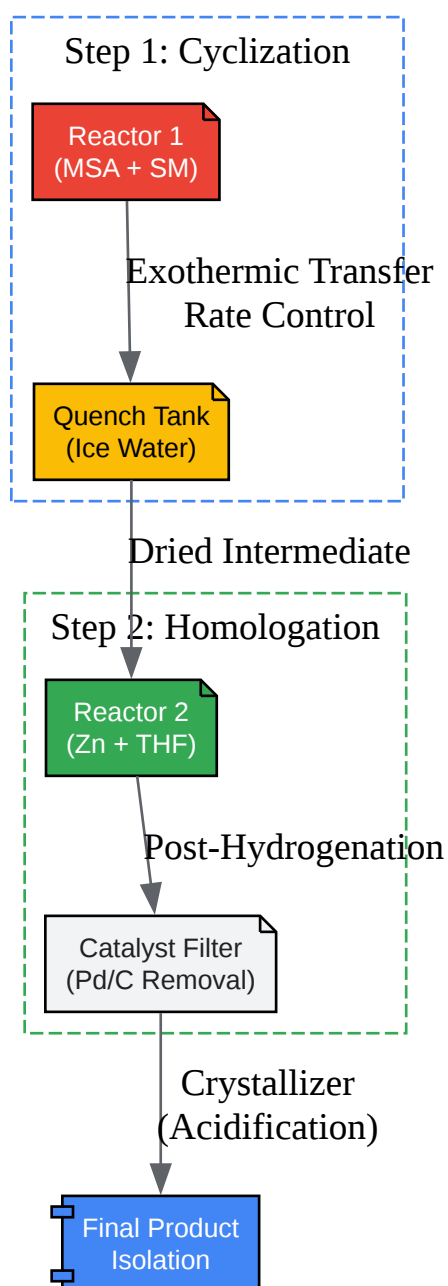 Step 1: Cyclization
Reactor 1
(MSA + SM)
Exothermic Transfer
Rate Control
Quench Tank
(Ice Water)
Dried Intermediate
Step 2: Homologation
Reactor 2
(Zn + THF)
Post-Hydrogenation
Catalyst Filter
(Pd/C Removal)
Crystallizer
(Acidification)
Final Product
Isolation